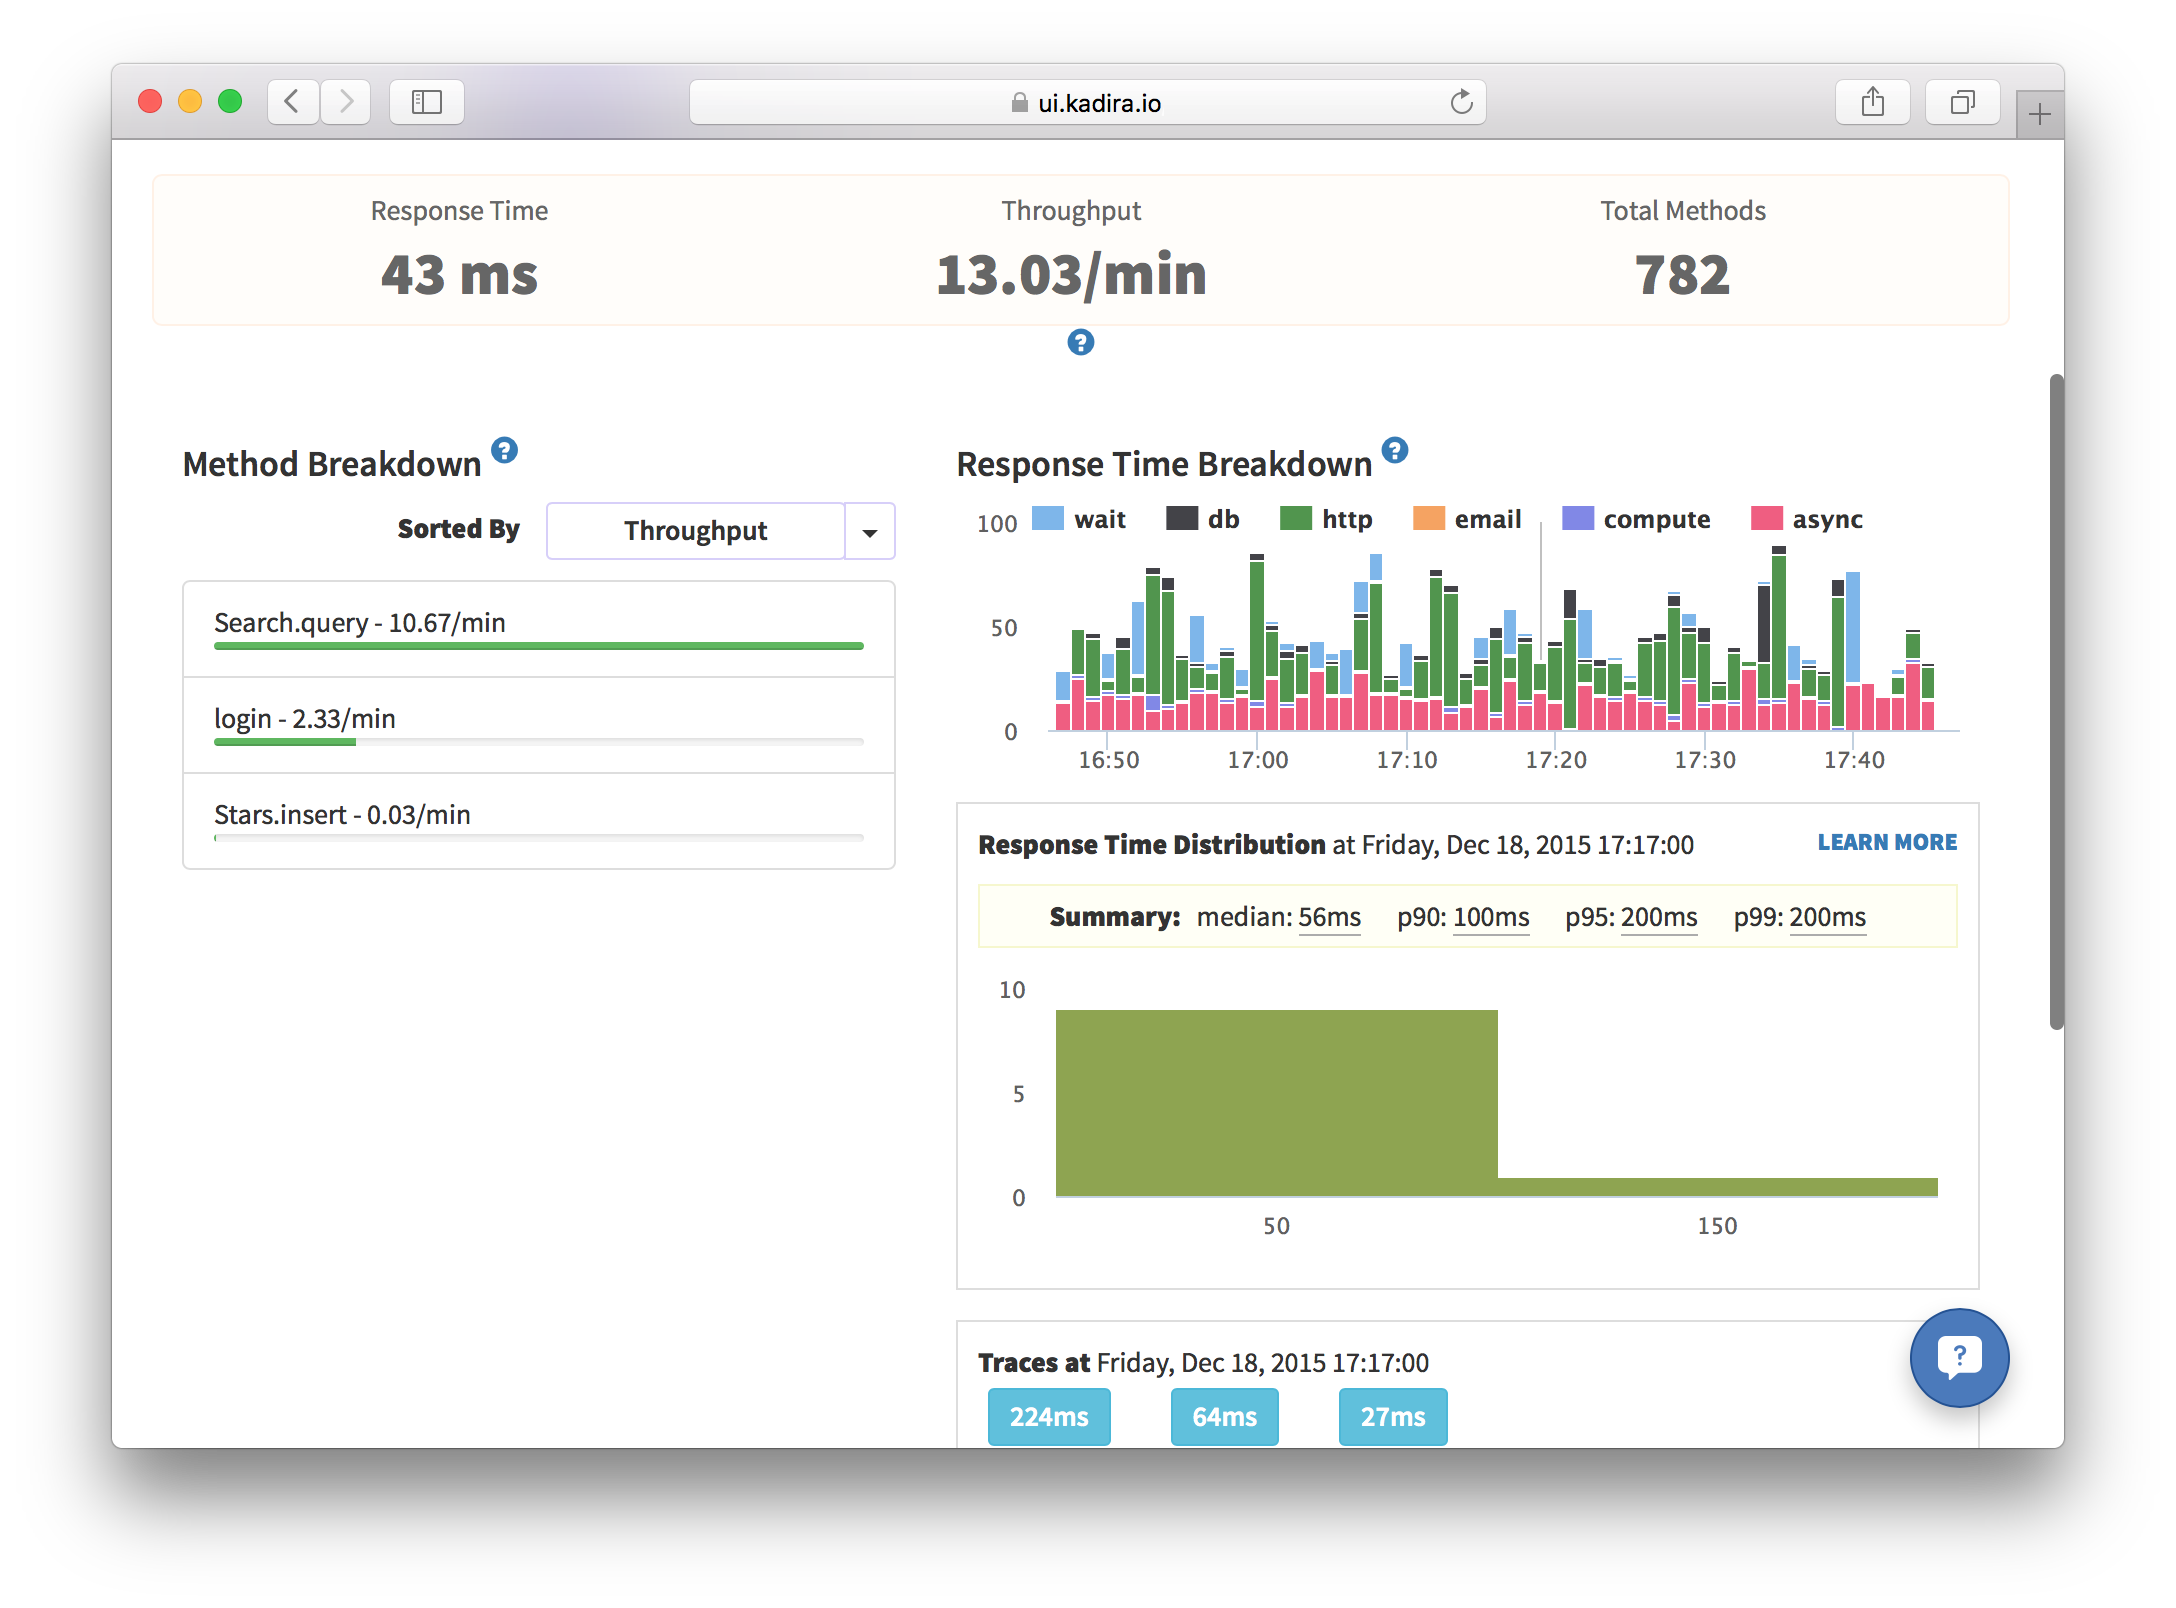 ui.kadira.io
Response Time
43 ms
Throughput
13.03/min
Total Methods
782
?
Method Breakdown ?
Sorted By Throughput
Search.query - 10.67/min
login - 2.33/min
Stars.insert - 0.03/min
Response Time Breakdown ?
wait db http email compute async
100
50
0
16:50 17:00 17:10 17:20 17:30 17:40
Response Time Distribution at Friday, Dec 18, 2015 17:17:00 LEARN MORE
Summary: median: 56ms p90: 100ms p95: 200ms p99: 200ms
10
5
0
50 150
Traces at Friday, Dec 18, 2015 17:17:00
224ms 64ms 27ms
?